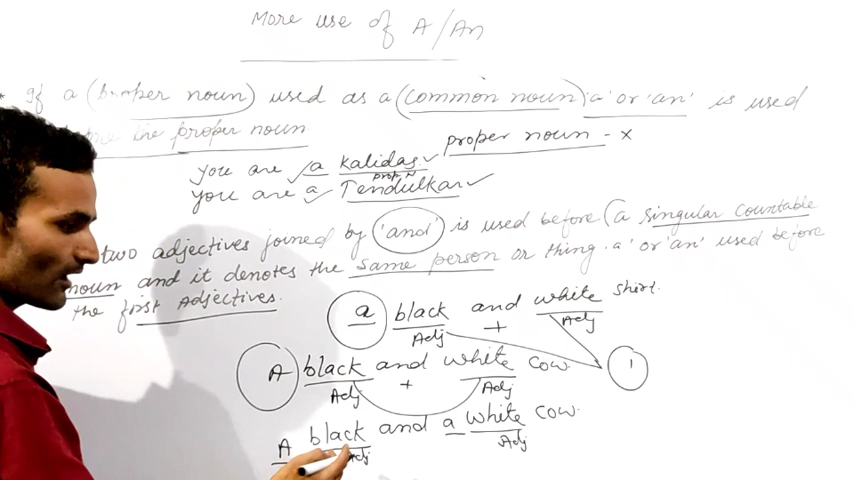 More use of A/An
* If a (proper noun) used as a (common noun) a' or 'an' is used
the proper noun
proper noun - x
you are a Kalidas
prop N
you are a Tendulkar
two adjectives joined by 'and' is used before (a singular countable
noun and it denotes the same person or thing. a' or 'an' used before
the first Adjectives.
a black and white shirt.
Adj + Adj
A black and white cow. 1
Adj + Adj
A black and a white cow.
Adj Adj